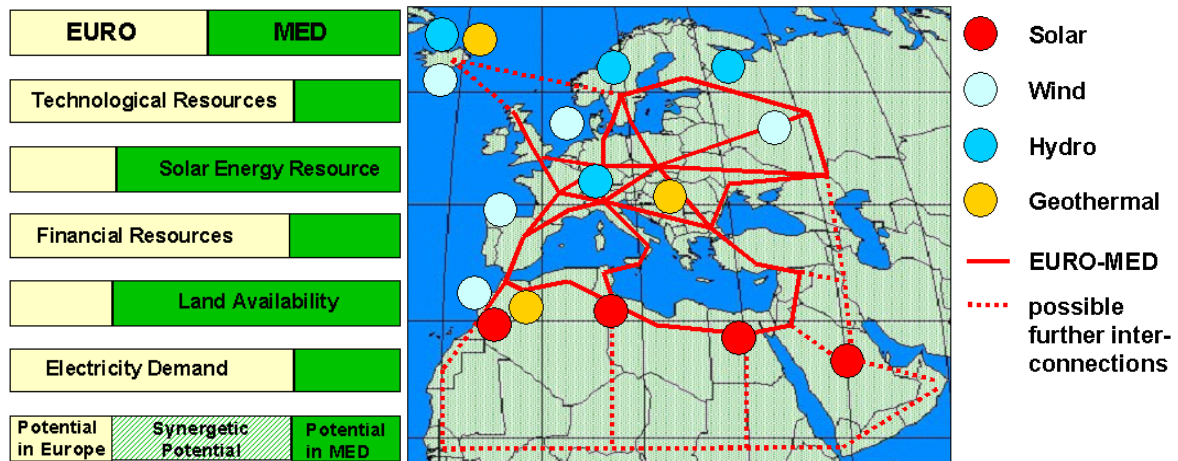 EURO MED
Technological Resources
Solar Energy Resource
Financial Resources
Land Availability
Electricity Demand
Potential
in Europe
Synergetic
Potential
Potential
in MED
Solar
Wind
Hydro
Geothermal
EURO-MED
possible
further inter-
connections